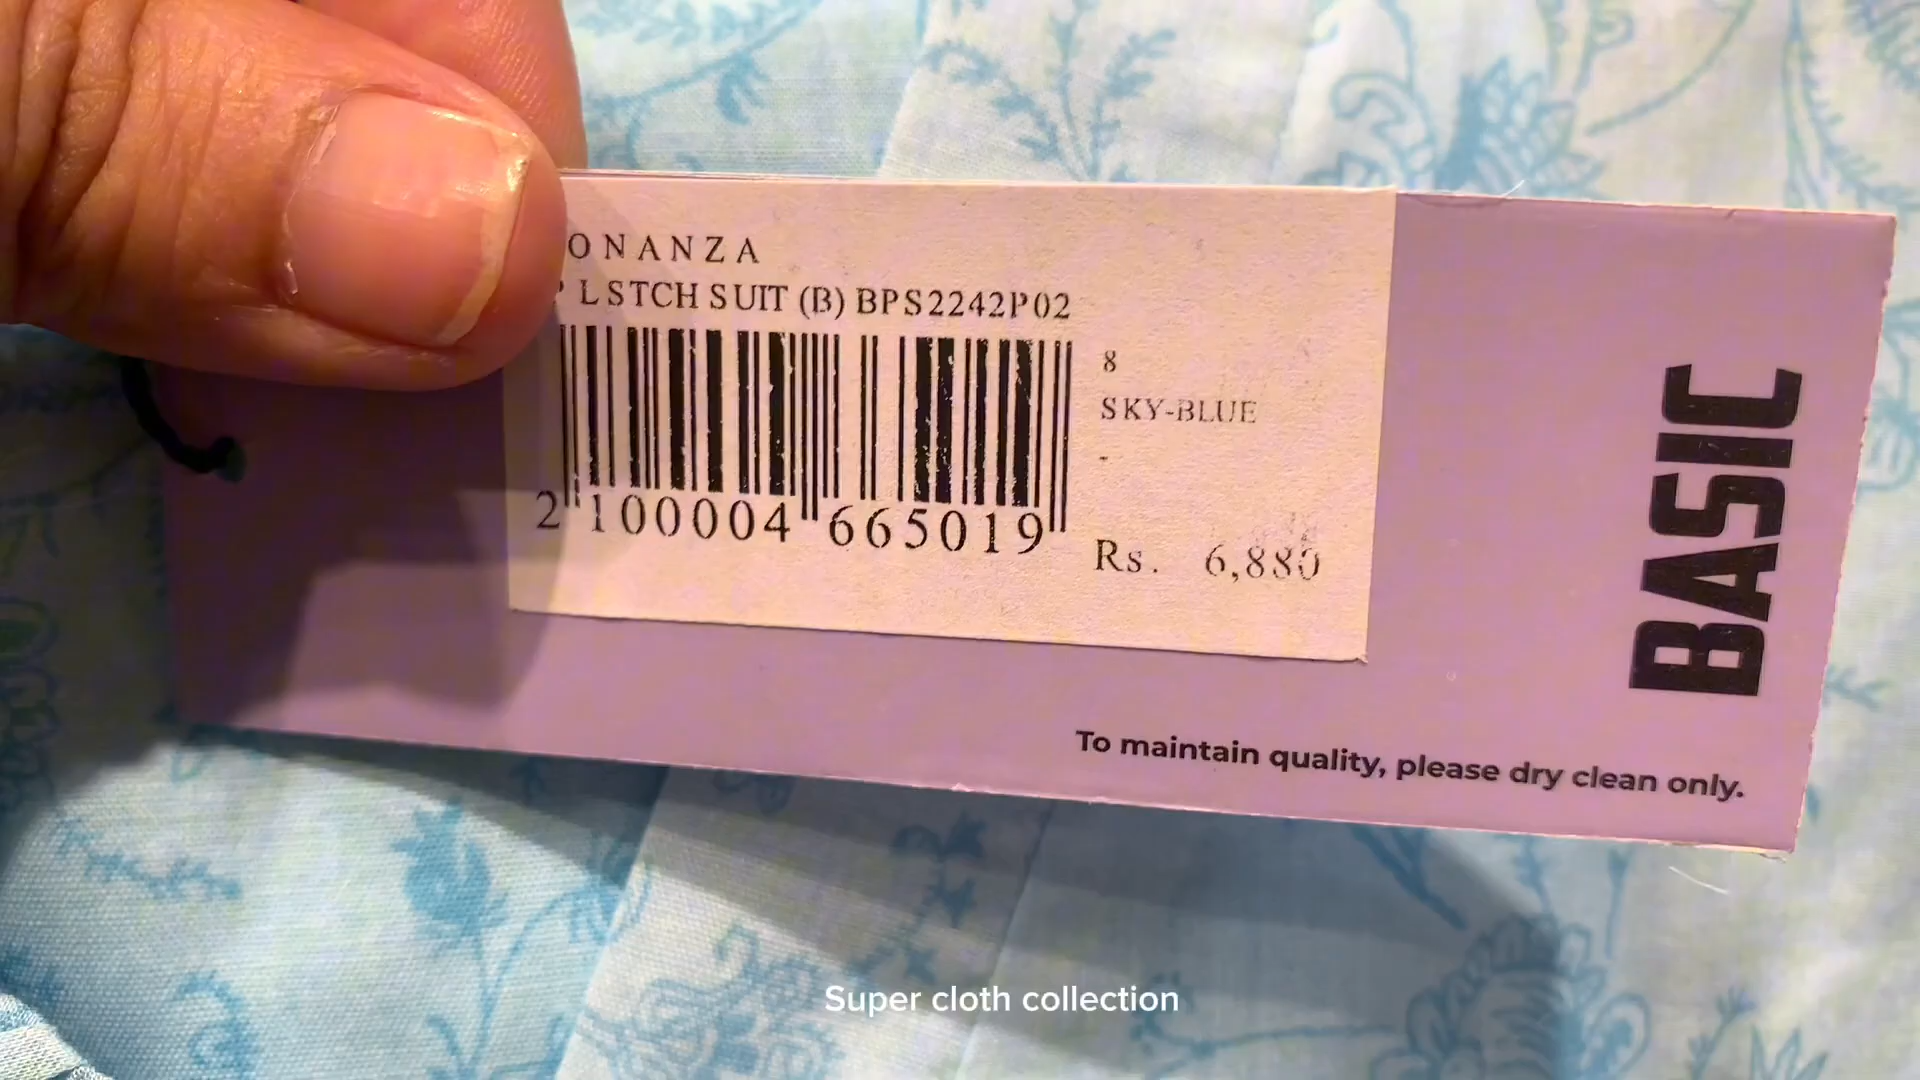 ONANZA
P L STCH SUIT (B) BPS2242P02
8
SKY-BLUE
-
2 100004 665019
Rs. 6,880
BASIC
To maintain quality, please dry clean only.
Super cloth collection